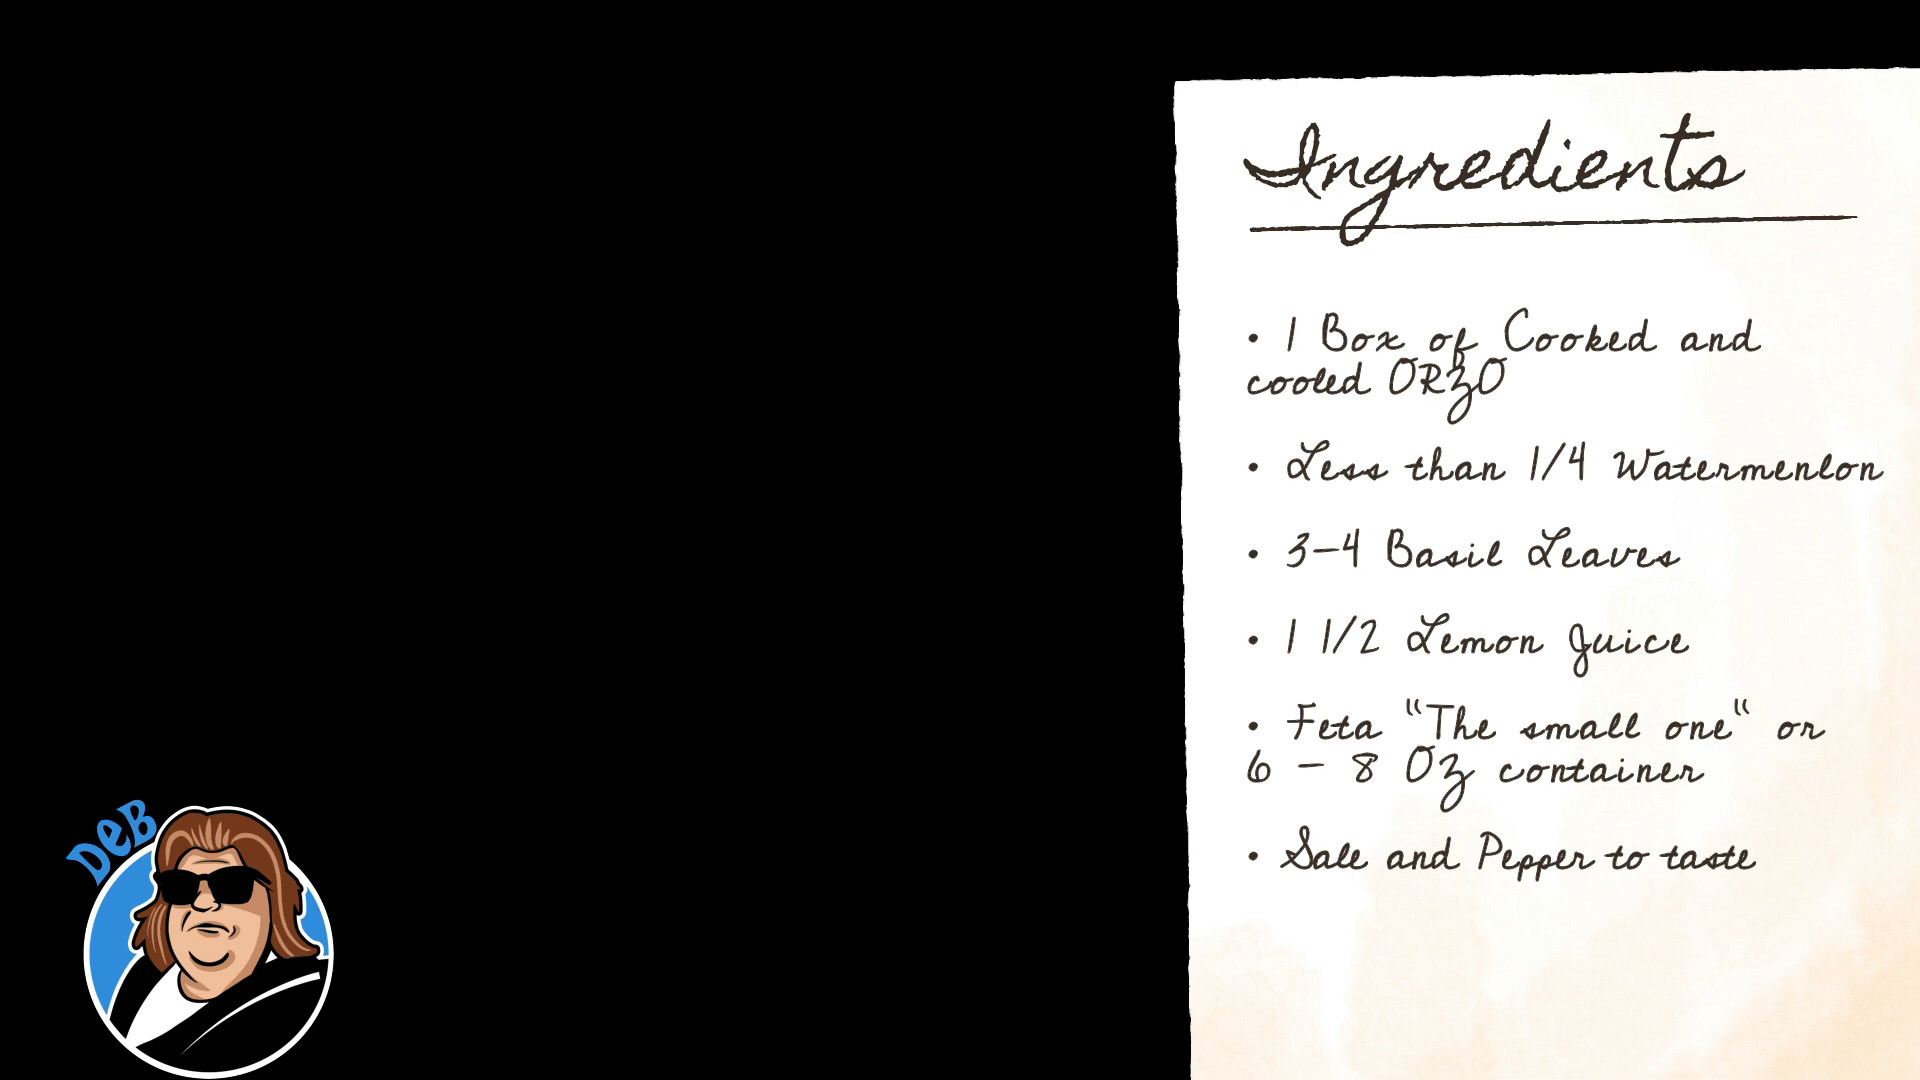 Ingredients
• 1 Box of Cooked and
cooled ORZO
• Less than 1/4 Watermenlon
• 3-4 Basil Leaves
• 1 1/2 Lemon Juice
• Feta "The small one" or
6 - 8 Oz container
• Sale and Pepper to taste
DeB